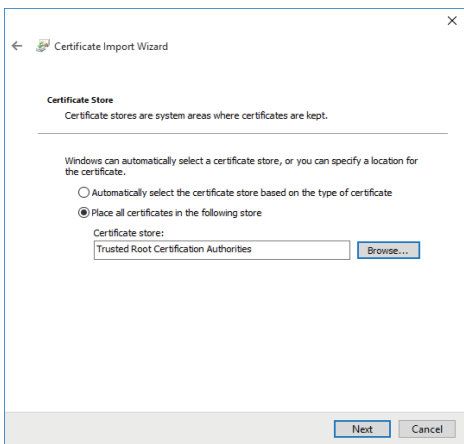 Certificate Import Wizard
Certificate Store
Certificate stores are system areas where certificates are kept.
Windows can automatically select a certificate store, or you can specify a location for
the certificate.
Automatically select the certificate store based on the type of certificate
Place all certificates in the following store
Certificate store:
Trusted Root Certification Authorities
Browse...
Next
Cancel